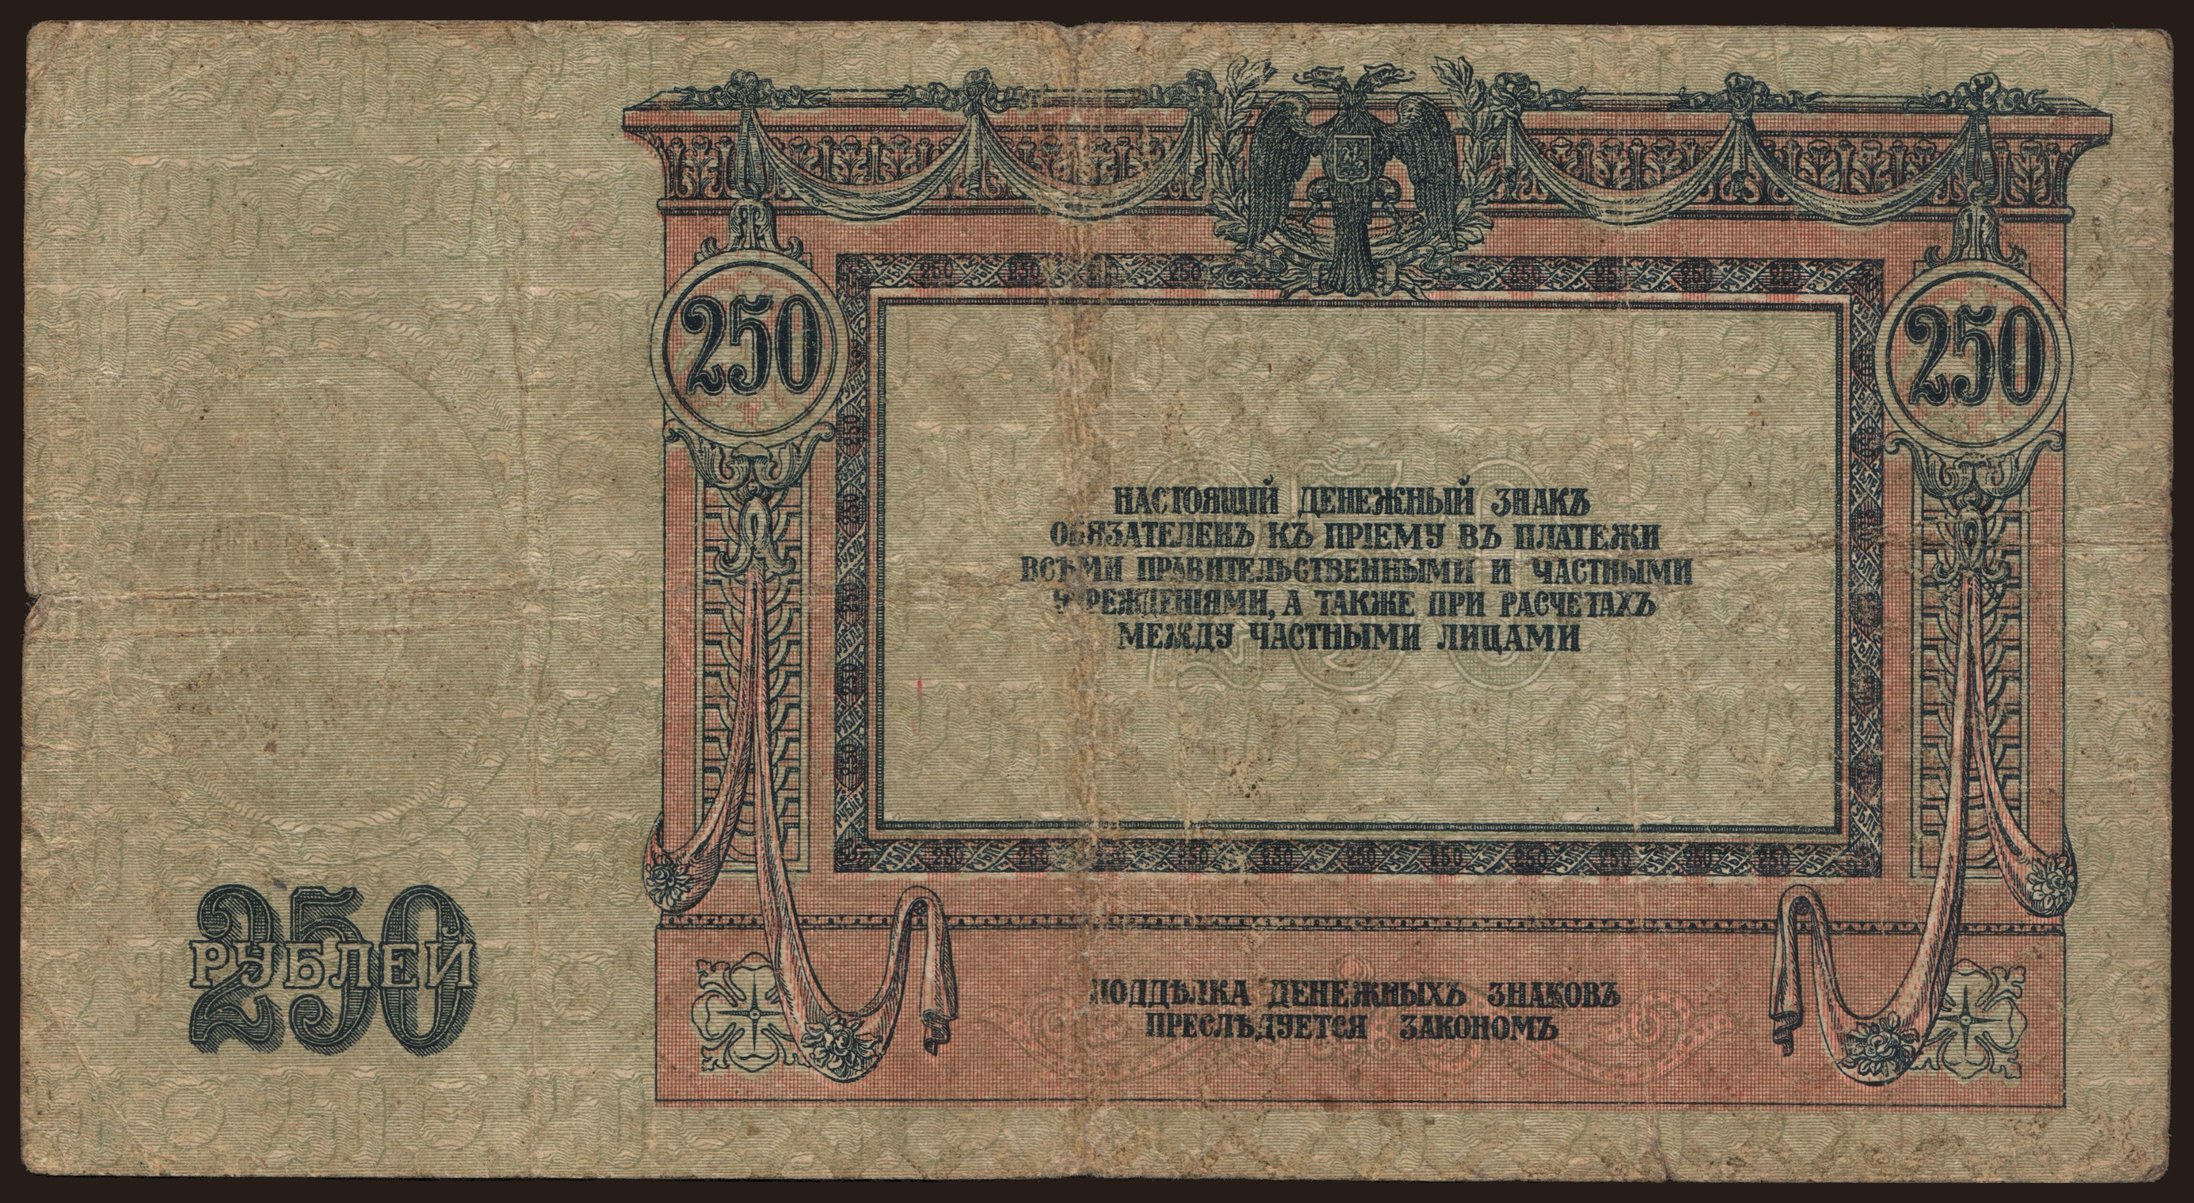 250
250
НАСТОЯЩІЙ ДЕНЕЖНЫЙ ЗНАКЪ
ОБЯЗАТЕЛЕНЪ КЪ ПРІЕМУ ВЪ ПЛАТЕЖИ
ВСѢМИ ПРАВИТЕЛЬСТВЕННЫМИ И ЧАСТНЫМИ
УЧРЕЖДЕНІЯМИ, А ТАКЖЕ ПРИ РАСЧЕТАХЪ
МЕЖДУ ЧАСТНЫМИ ЛИЦАМИ
250
РУБЛЕЙ
ПОДДѢЛКА ДЕНЕЖНЫХЪ ЗНАКОВЪ
ПРЕСЛѢДУЕТСЯ ЗАКОНОМЪ